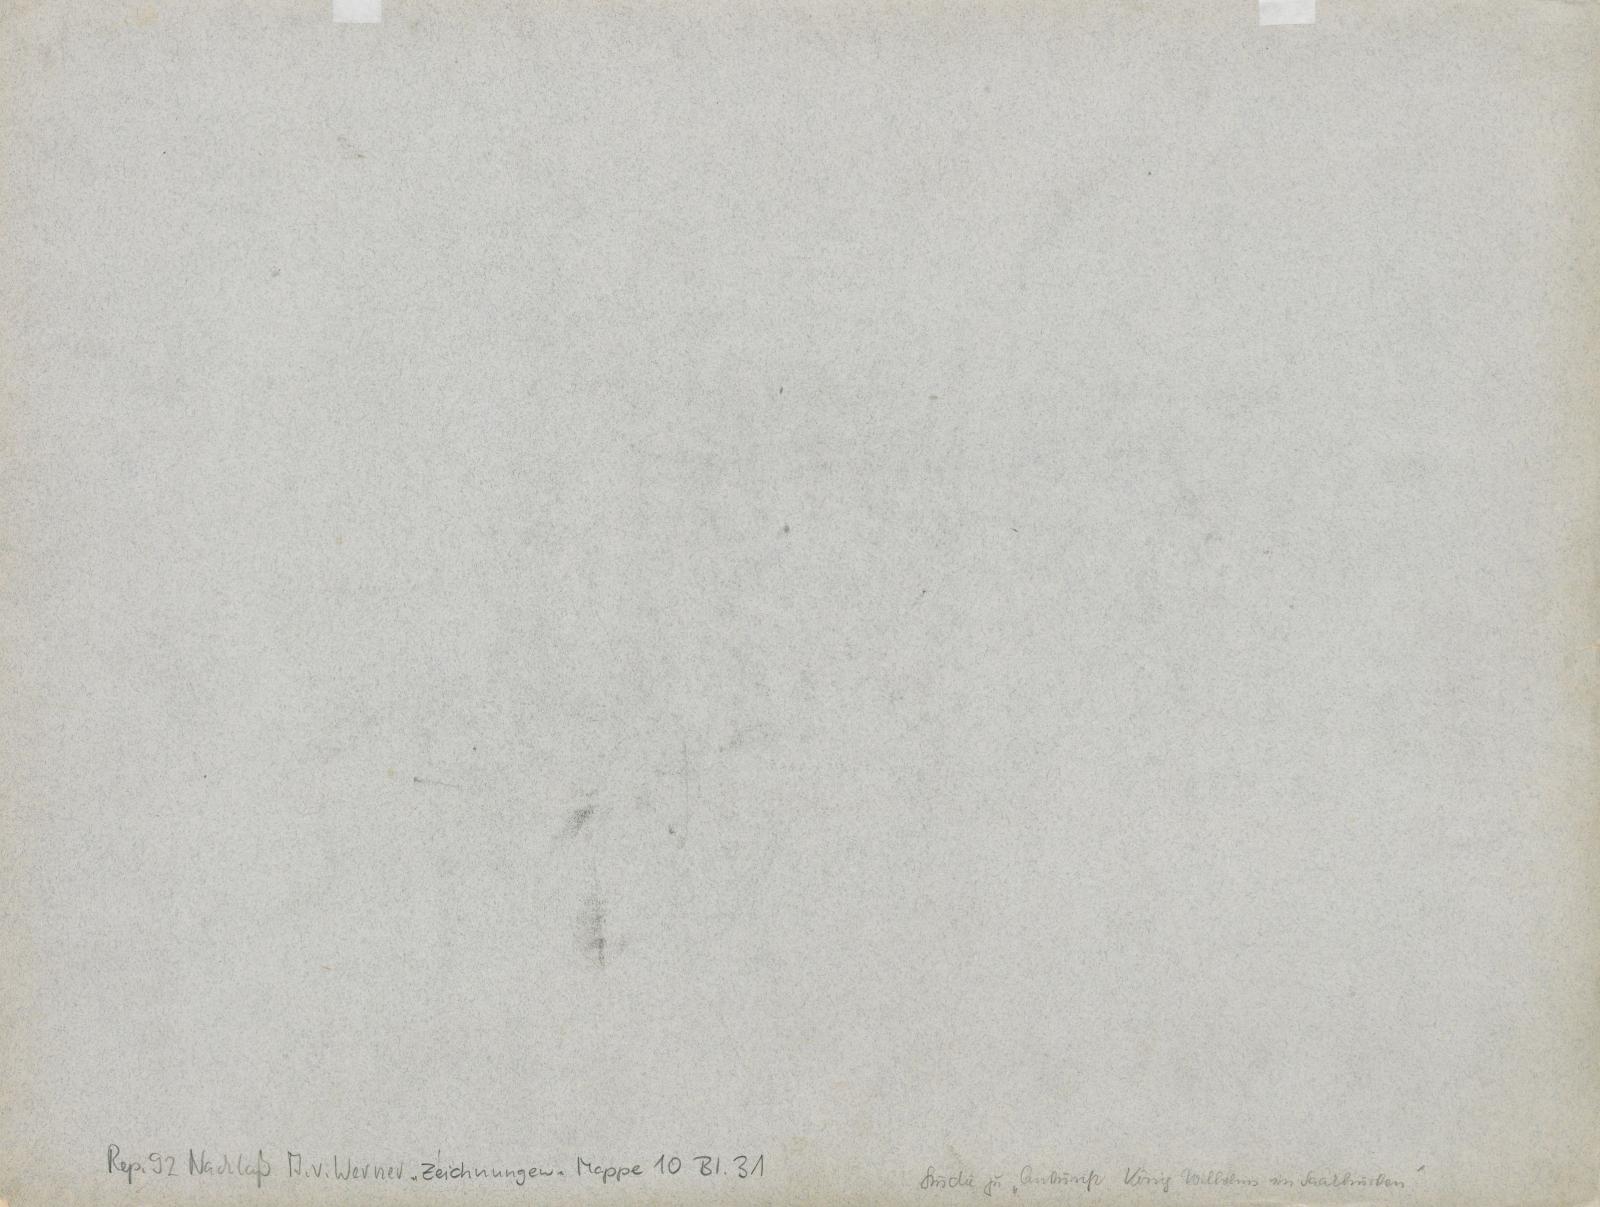 Rep. 92 Nachlaß A. v. Werner „Zeichnungen“ Mappe 10 Bl. 31
Studie zu „Ankunft König Wilhelms in Saarbrücken“